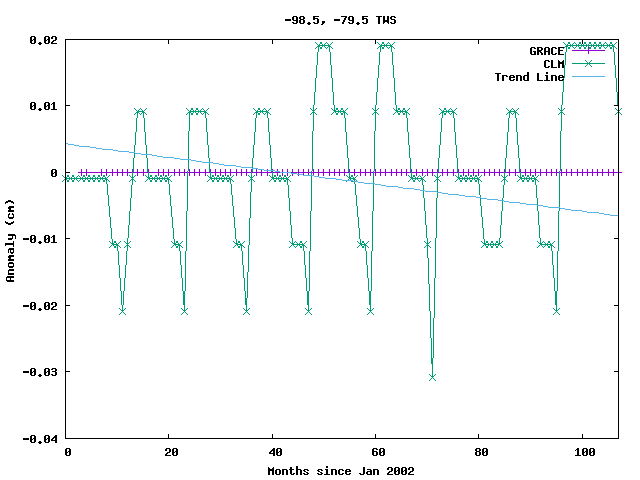 -98.5, -79.5 TWS
GRACE
CLM
Trend Line
0.02
0.01
0
-0.01
-0.02
-0.03
-0.04
Anomaly (cm)
0 20 40 60 80 100
Months since Jan 2002